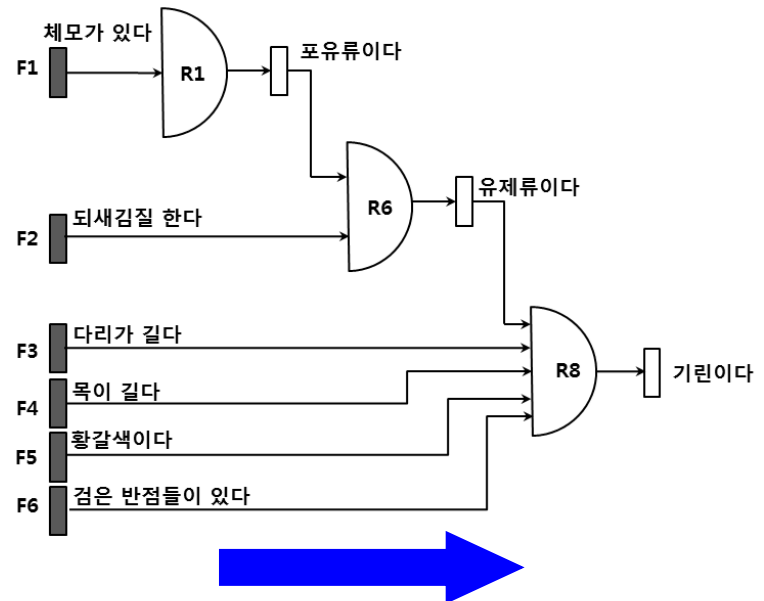 체모가 있다
F1
R1
포유류이다
되새김질 한다
F2
R6
유제류이다
다리가 길다
F3
목이 길다
F4
R8
기린이다
황갈색이다
F5
검은 반점들이 있다
F6